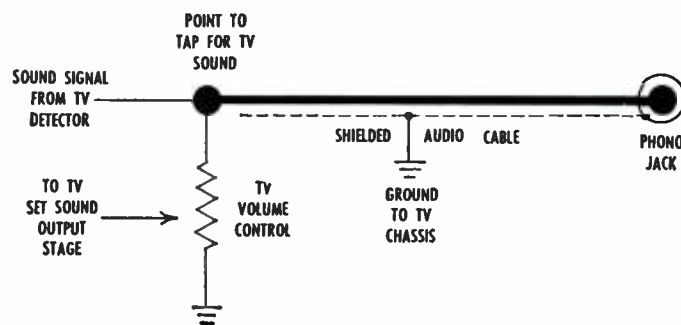 POINT TO
TAP FOR TV
SOUND
SOUND SIGNAL
FROM TV
DETECTOR
SHIELDED AUDIO CABLE
PHONO
JACK
TO TV
SET SOUND
OUTPUT
STAGE
TV
VOLUME
CONTROL
GROUND
TO TV
CHASSIS